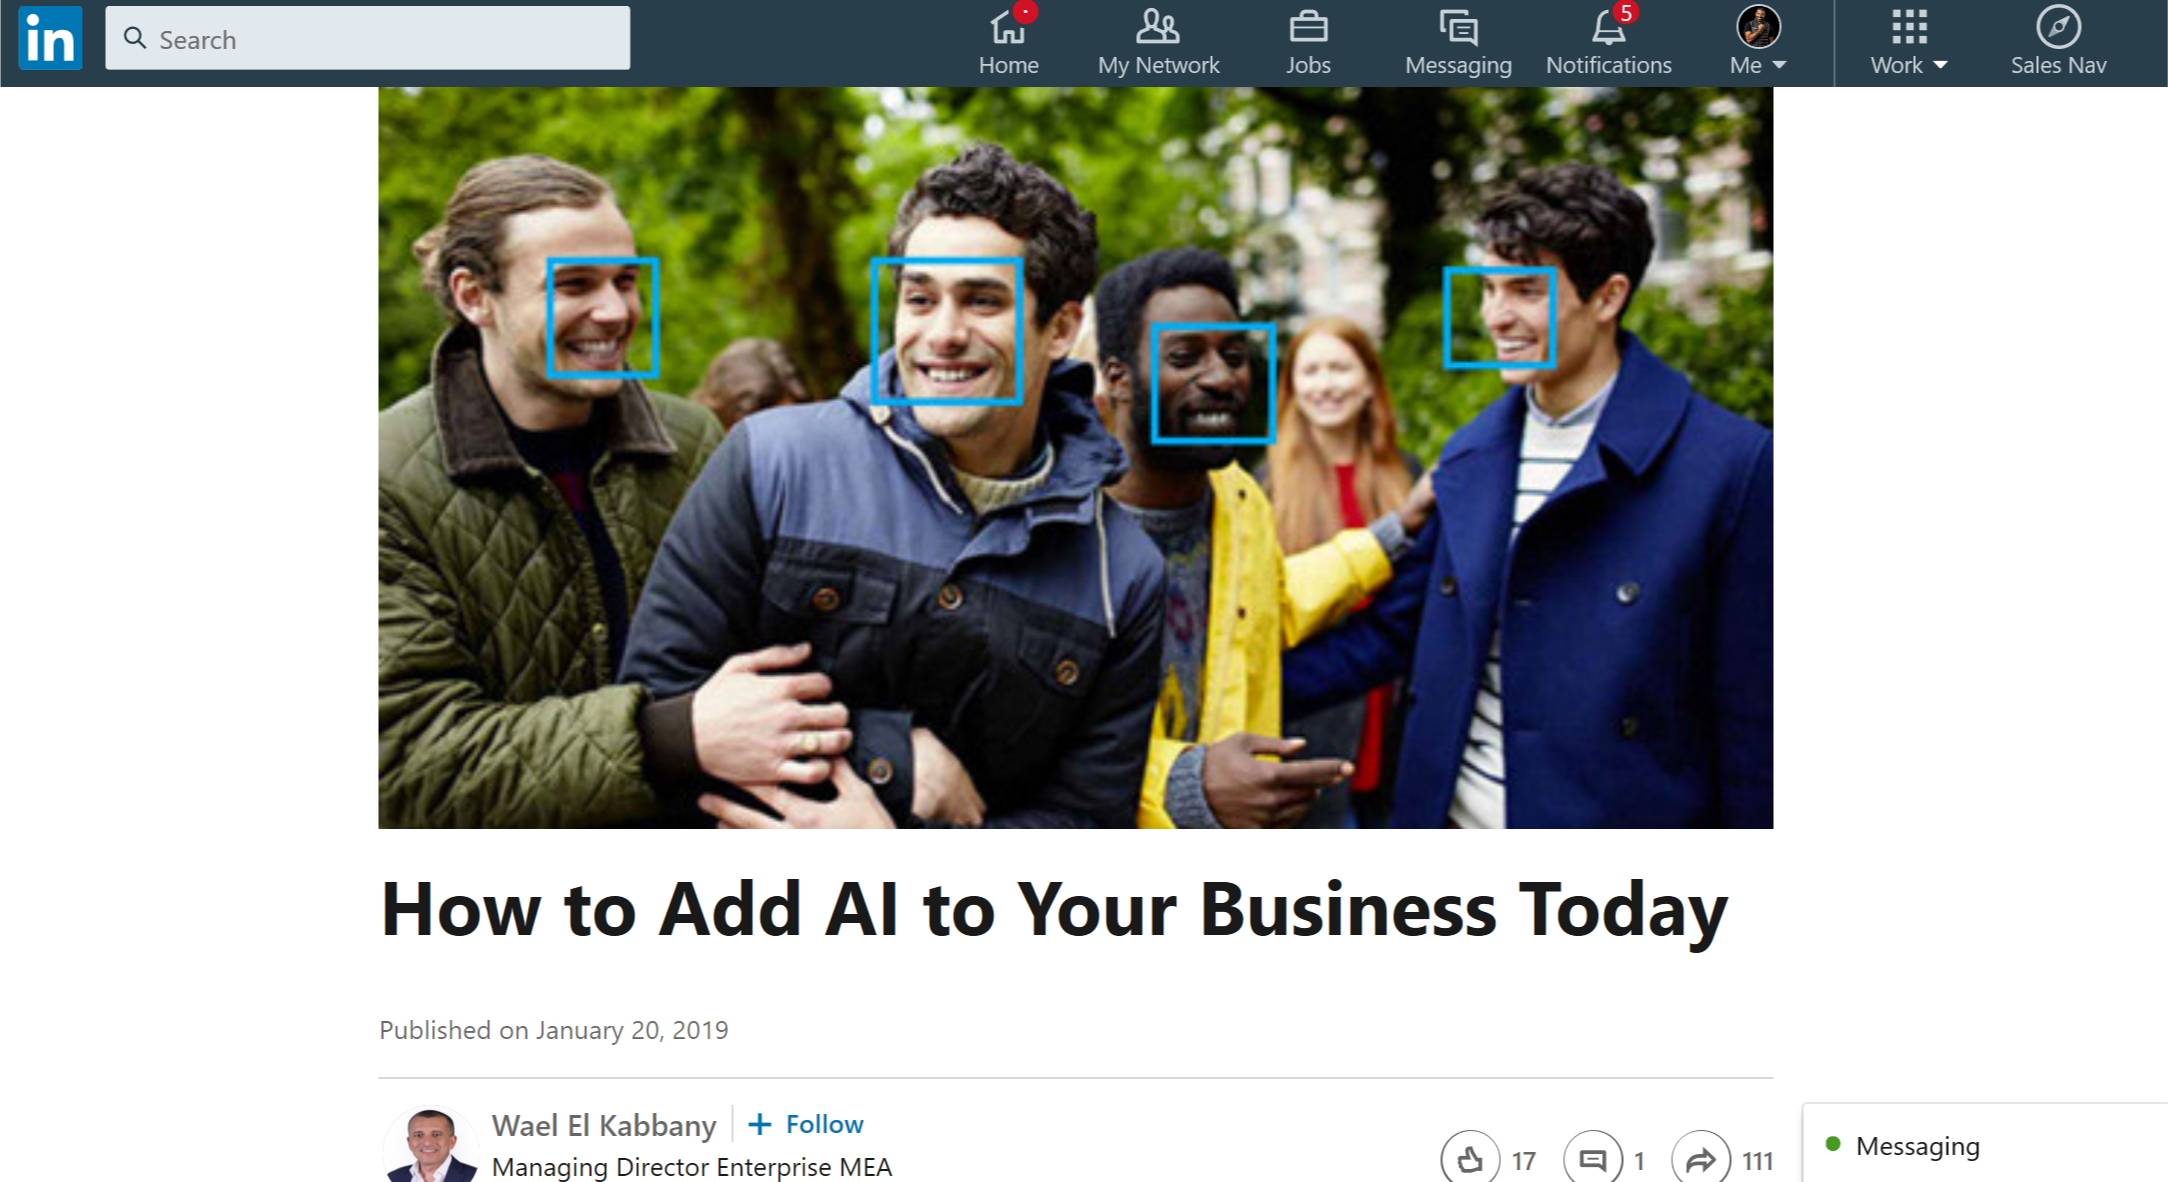 in
Search
Home
My Network
Jobs
Messaging
5
Notifications
Me
Work
Sales Nav
How to Add AI to Your Business Today
Published on January 20, 2019
Wael El Kabbany
+ Follow
Managing Director Enterprise MEA
17
1
111
Messaging